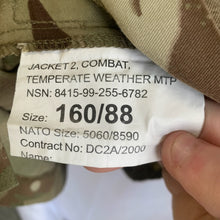 JACKET 2, COMBAT,
TEMPERATE WEATHER MTP
NSN: 8415-99-255-6782
Size: 160/88
NATO Size: 5060/8590
Contract No: DC2A/2000
Name: